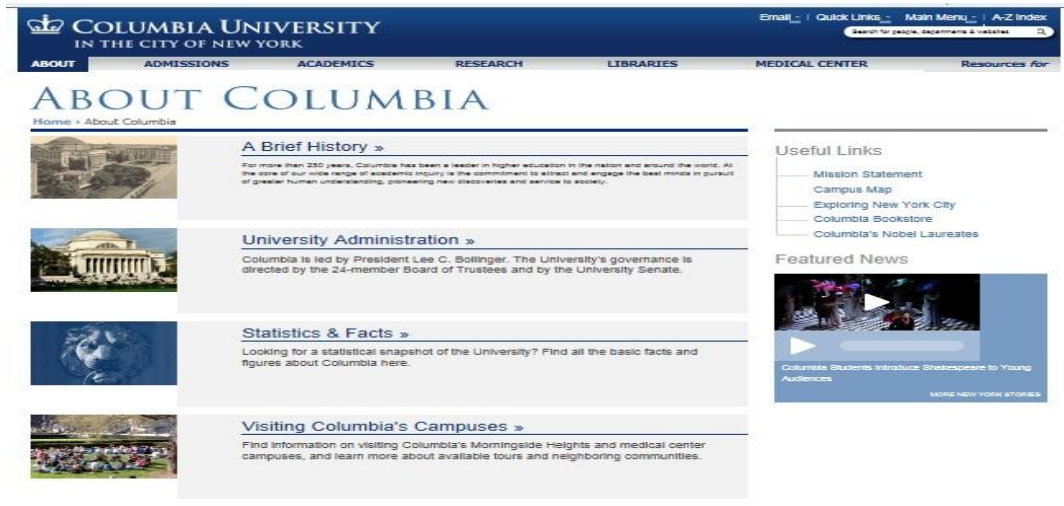 COLUMBIA UNIVERSITY
IN THE CITY OF NEW YORK
Email - | Quick Links - Main Menu - | A-Z Index
Search for people, departments & websites
ABOUT ADMISSIONS ACADEMICS RESEARCH LIBRARIES MEDICAL CENTER Resources for
ABOUT COLUMBIA
Home › About Columbia
A Brief History »
For more than 250 years, Columbia has been a leader in higher education in the nation and around the world. At
the core of our wide range of academic inquiry is the commitment to attract and engage the best minds in pursuit
of greater human understanding, pioneering new discoveries and service to society.
University Administration »
Columbia is led by President Lee C. Bollinger. The University's governance is
directed by the 24-member Board of Trustees and by the University Senate.
Statistics & Facts »
Looking for a statistical snapshot of the University? Find all the basic facts and
figures about Columbia here.
Visiting Columbia's Campuses »
Find information on visiting Columbia's Morningside Heights and medical center
campuses, and learn more about available tours and neighboring communities.
Useful Links
Mission Statement
Campus Map
Exploring New York City
Columbia Bookstore
Columbia's Nobel Laureates
Featured News
Columbia Students Introduce Shakespeare to Young
Audiences
MORE NEW YORK STORIES